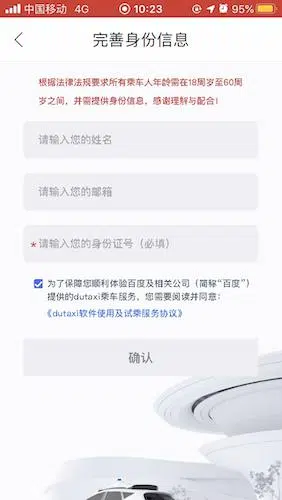 中国移动 4G 10:23 95%
完善身份信息
根据法律法规要求所有乘车人年龄需在18周岁至60周
岁之间，并需提供身份信息，感谢理解与配合！
请输入您的姓名
请输入您的邮箱
*请输入您的身份证号（必填）
为了保障您顺利体验百度及相关公司（简称“百度”）
提供的dutaxi乘车服务，您需要阅读并同意：
《dutaxi软件使用及试乘服务协议》
确认